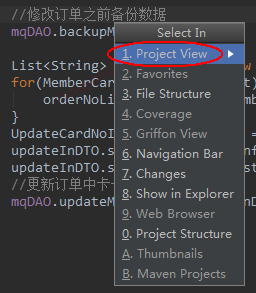 //修改订单之前备份数据
mqDAO.backupM
Select In
1. Project View
List<String>
2. Favorites
for(MemberCar
3. File Structure
orderNoLi
4. Coverage
}
5. Griffon View
UpdateCardNoI
=
6. Navigation Bar
updateInDTO.s
7. Changes
updateInDTO.s
8. Show in Explorer
//更新订单中卡
9. Web Browser
mqDAO.updateM
0. Project Structure
A. Thumbnails
B. Maven Projects